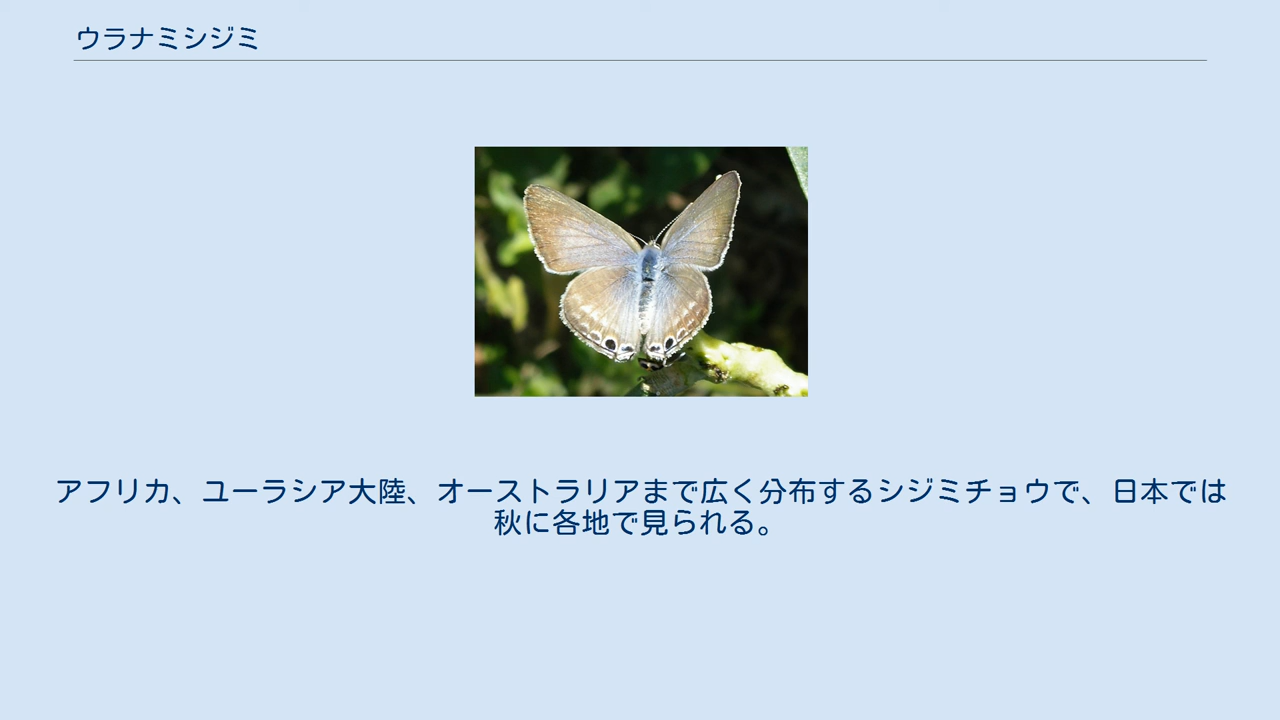 ウラナミシジミ
アフリカ、ユーラシア大陸、オーストラリアまで広く分布するシジミチョウで、日本では
秋に各地で見られる。